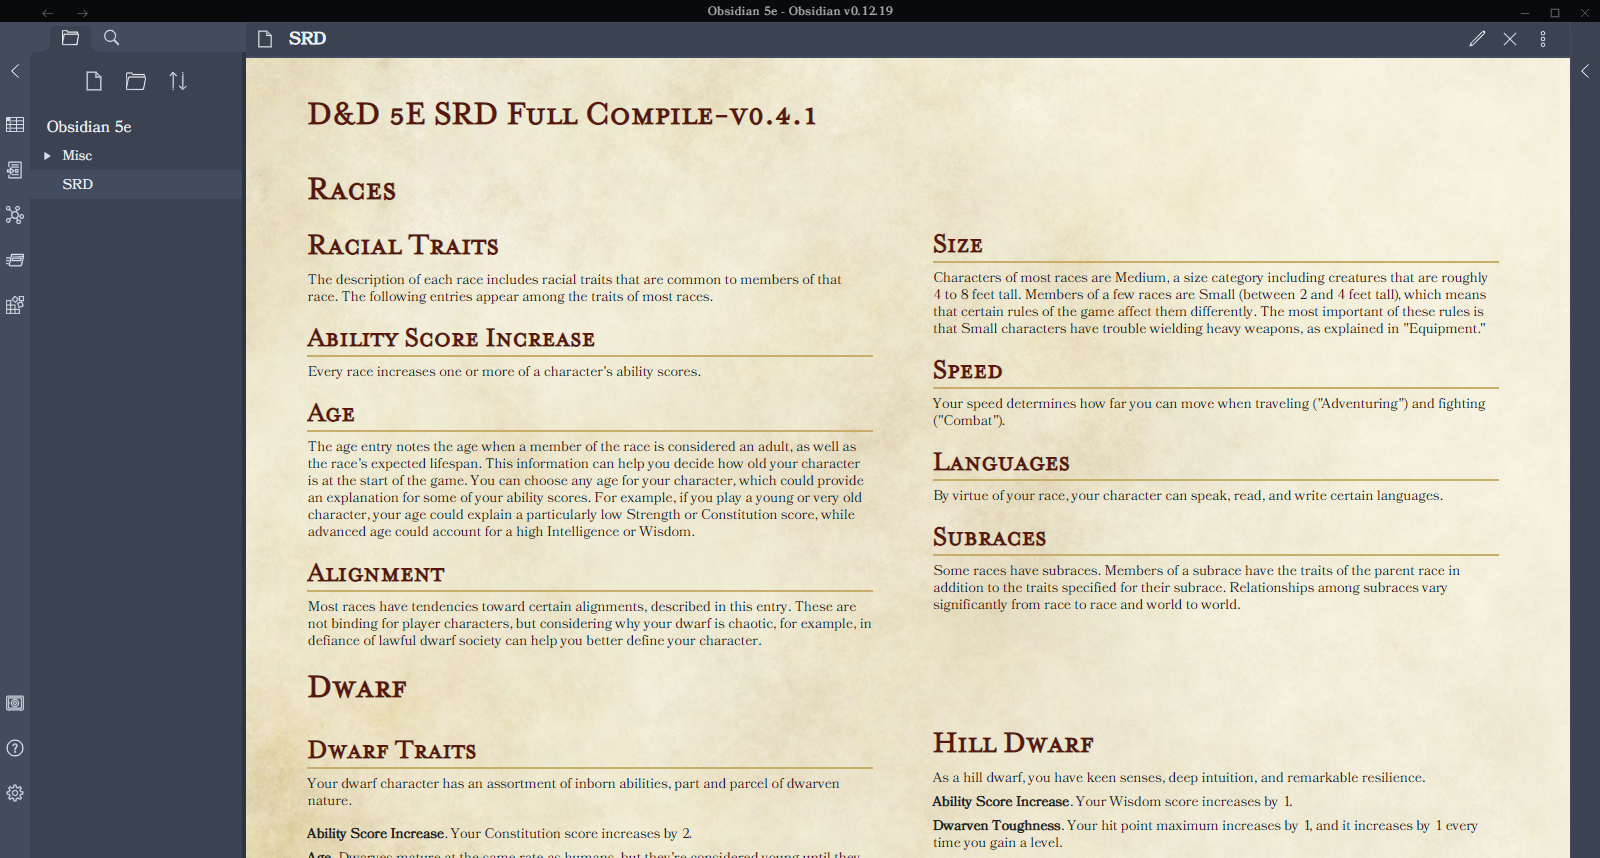 Obsidian 5e - Obsidian v0.12.19
SRD
Obsidian 5e
Misc
SRD
D&D 5E SRD Full Compile-v0.4.1
Races
Racial Traits
The description of each race includes racial traits that are common to members of that
race. The following entries appear among the traits of most races.
Ability Score Increase
Every race increases one or more of a character's ability scores.
Age
The age entry notes the age when a member of the race is considered an adult, as well as
the race's expected lifespan. This information can help you decide how old your character
is at the start of the game. You can choose any age for your character, which could provide
an explanation for some of your ability scores. For example, if you play a young or very old
character, your age could explain a particularly low Strength or Constitution score, while
advanced age could account for a high Intelligence or Wisdom.
Alignment
Most races have tendencies toward certain alignments, described in this entry. These are
not binding for player characters, but considering why your dwarf is chaotic, for example, in
defiance of lawful dwarf society can help you better define your character.
Size
Characters of most races are Medium, a size category including creatures that are roughly
4 to 8 feet tall. Members of a few races are Small (between 2 and 4 feet tall), which means
that certain rules of the game affect them differently. The most important of these rules is
that Small characters have trouble wielding heavy weapons, as explained in "Equipment."
Speed
Your speed determines how far you can move when traveling ("Adventuring") and fighting
("Combat").
Languages
By virtue of your race, your character can speak, read, and write certain languages.
Subraces
Some races have subraces. Members of a subrace have the traits of the parent race in
addition to the traits specified for their subrace. Relationships among subraces vary
significantly from race to race and world to world.
Dwarf
Dwarf Traits
Your dwarf character has an assortment of inborn abilities, part and parcel of dwarven
nature.
Ability Score Increase. Your Constitution score increases by 2.
Age. Dwarves mature at the same rate as humans, but they're considered young until they
Hill Dwarf
As a hill dwarf, you have keen senses, deep intuition, and remarkable resilience.
Ability Score Increase. Your Wisdom score increases by 1.
Dwarven Toughness. Your hit point maximum increases by 1, and it increases by 1 every
time you gain a level.